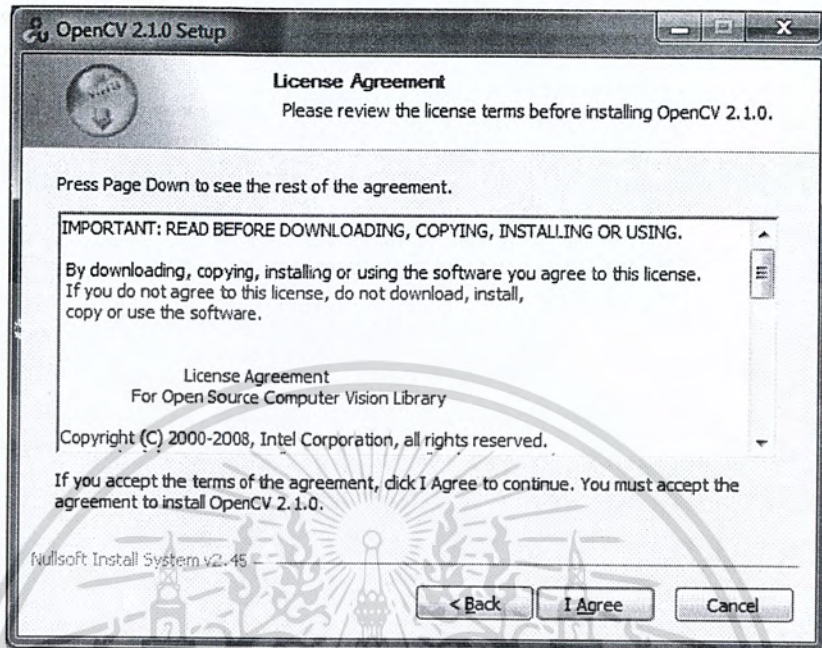 OpenCV 2.1.0 Setup
License Agreement
Please review the license terms before installing OpenCV 2.1.0.
Press Page Down to see the rest of the agreement.
IMPORTANT: READ BEFORE DOWNLOADING, COPYING, INSTALLING OR USING.
By downloading, copying, installing or using the software you agree to this license.
If you do not agree to this license, do not download, install,
copy or use the software.
License Agreement
For Open Source Computer Vision Library
Copyright (C) 2000-2008, Intel Corporation, all rights reserved.
If you accept the terms of the agreement, click I Agree to continue. You must accept the
agreement to install OpenCV 2.1.0.
Nullsoft Install System v2.45
< Back I Agree Cancel